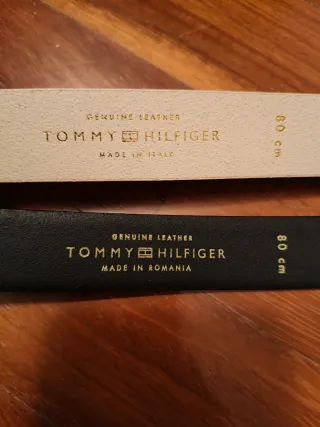 GENUINE LEATHER
TOMMY HILFIGER
MADE IN ITALY
80 cm
GENUINE LEATHER
TOMMY HILFIGER
MADE IN ROMANIA
80 cm